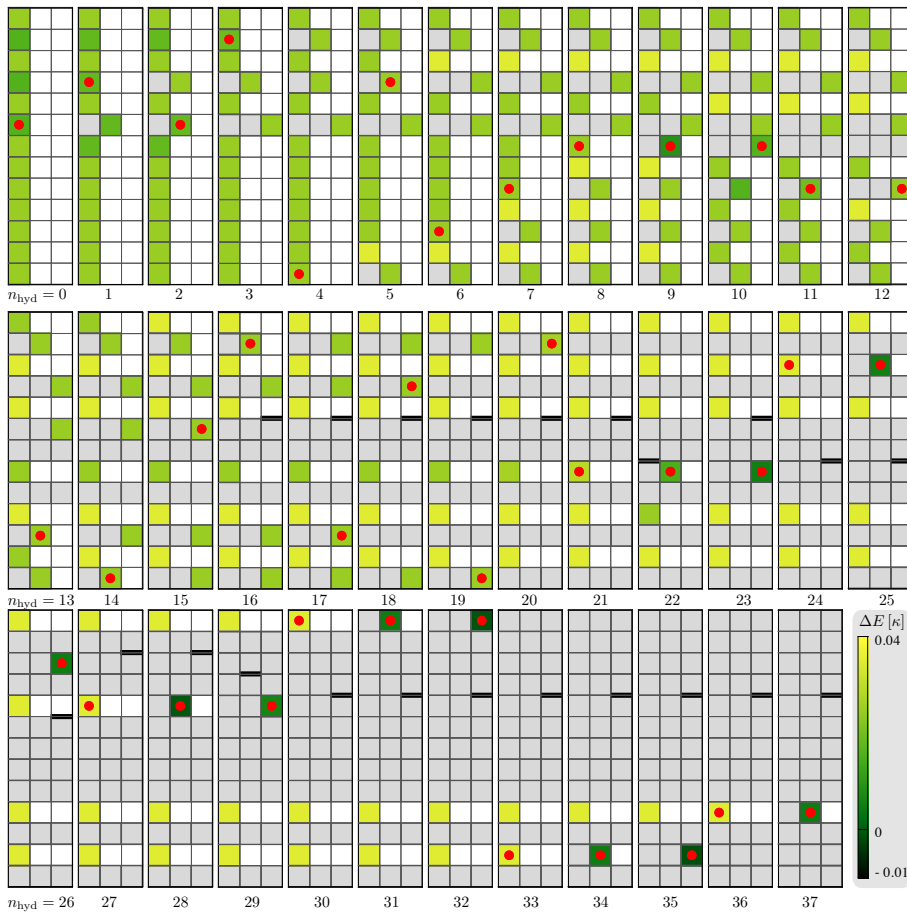 n_hyd = 0 1 2 3 4 5 6 7 8 9 10 11 12
n_hyd = 13 14 15 16 17 18 19 20 21 22 23 24 25
ΔE [κ]
0.04
0
- 0.01
n_hyd = 26 27 28 29 30 31 32 33 34 35 36 37